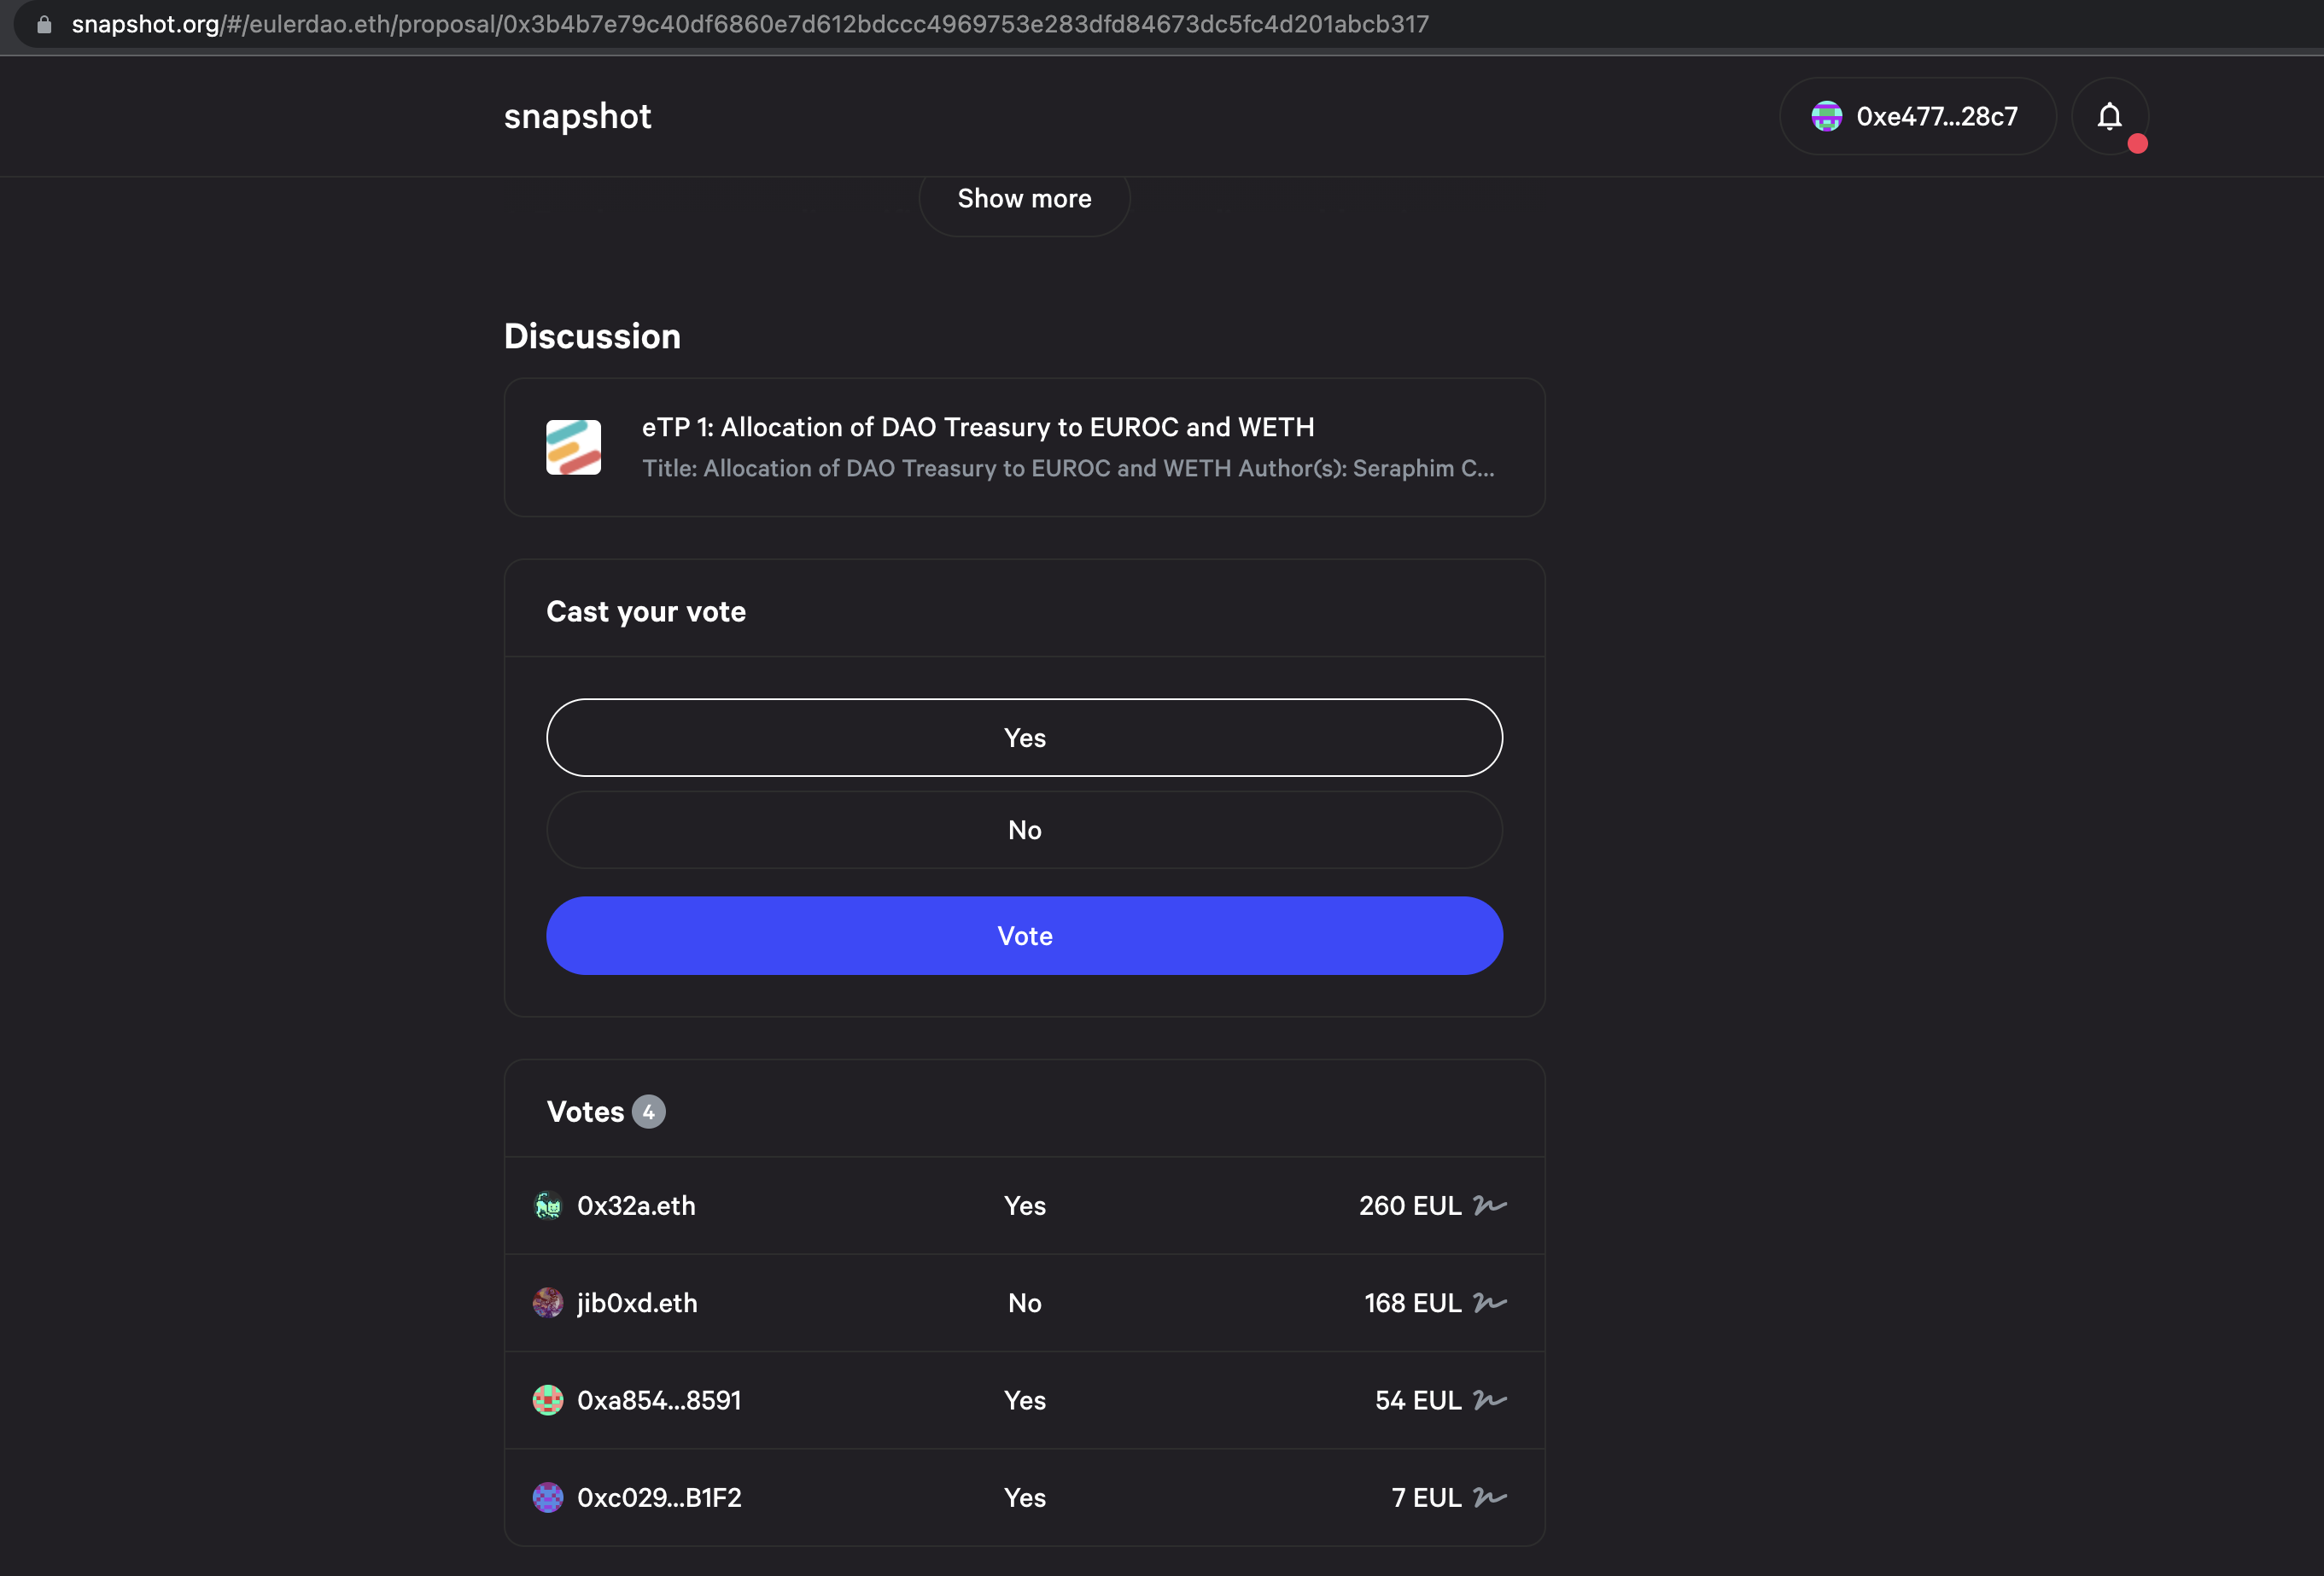 snapshot.org/#/eulerdao.eth/proposal/0x3b4b7e79c40df6860e7d612bdccc4969753e283dfd84673dc5fc4d201abcb317
snapshot
0xe477...28c7
Show more
Discussion
eTP 1: Allocation of DAO Treasury to EUROC and WETH
Title: Allocation of DAO Treasury to EUROC and WETH Author(s): Seraphim C...
Cast your vote
Yes
No
Vote
Votes 4
0x32a.eth Yes 260 EUL
jib0xd.eth No 168 EUL
0xa854...8591 Yes 54 EUL
0xc029...B1F2 Yes 7 EUL